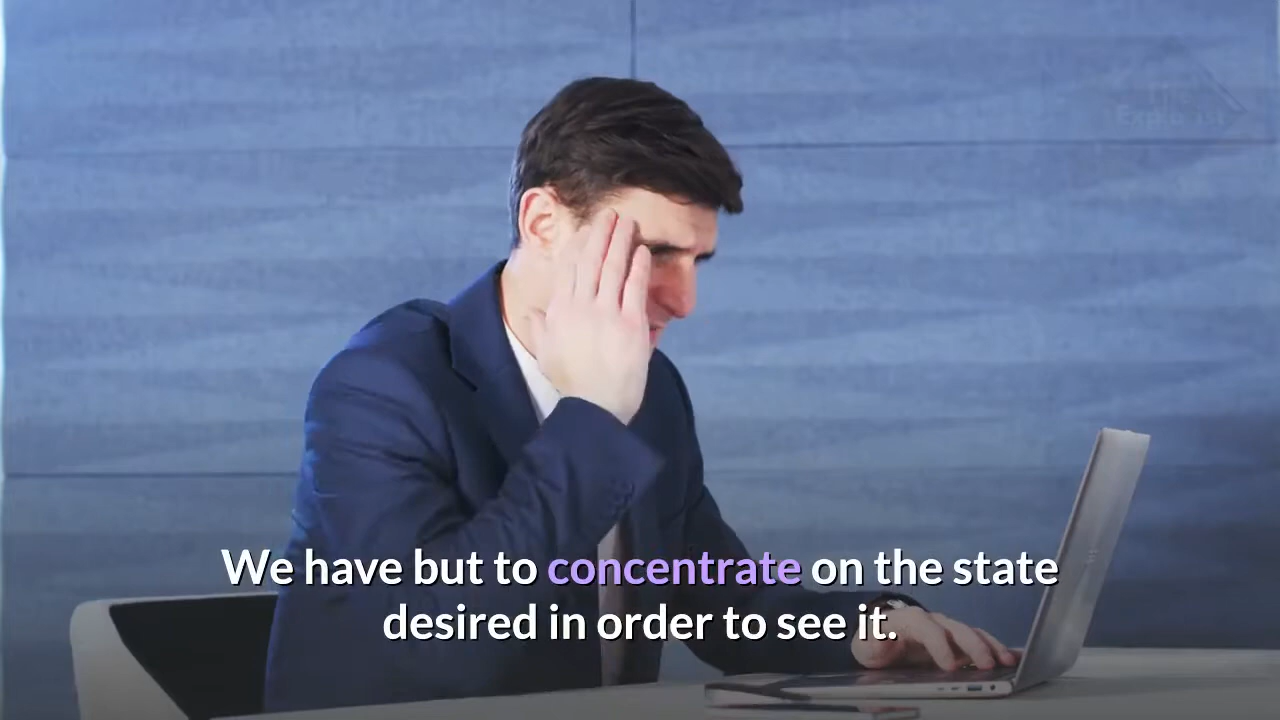 We have but to concentrate on the state
desired in order to see it.